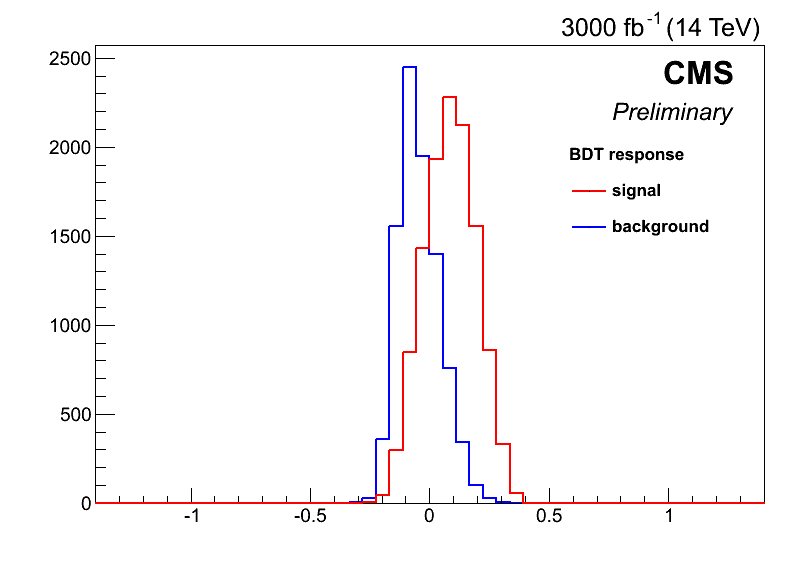 3000 fb-1 (14 TeV)
2500
CMS
Preliminary
2000
BDT response
signal
background
1500
1000
500
0
-1 -0.5 0 0.5 1